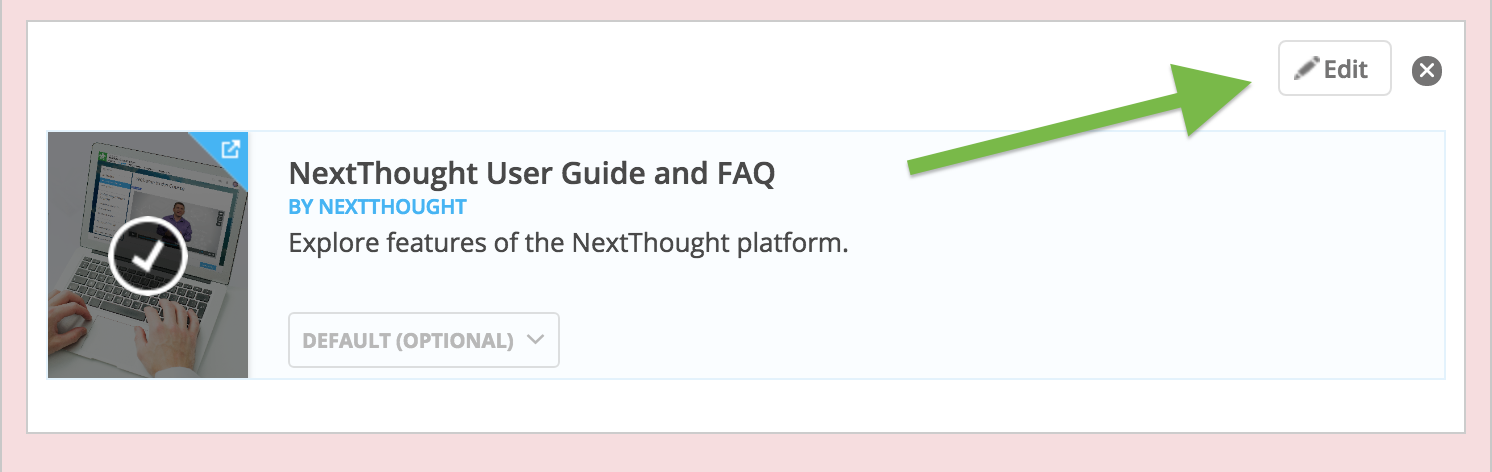 Edit
NextThought User Guide and FAQ
BY NEXTTHOUGHT
Explore features of the NextThought platform.
DEFAULT (OPTIONAL)